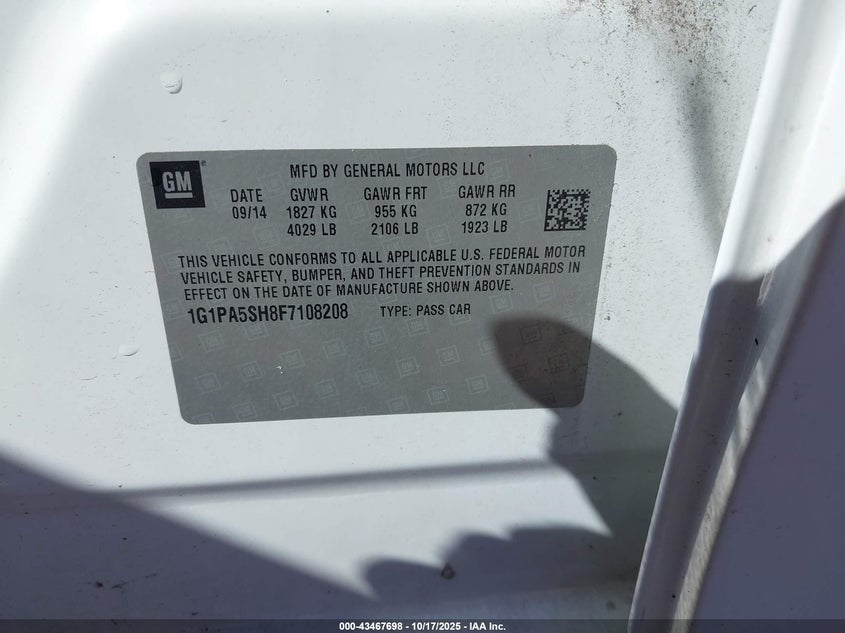 GM
MFD BY GENERAL MOTORS LLC
DATE GVWR GAWR FRT GAWR RR
09/14 1827 KG 955 KG 872 KG
4029 LB 2106 LB 1923 LB
THIS VEHICLE CONFORMS TO ALL APPLICABLE U.S. FEDERAL MOTOR
VEHICLE SAFETY, BUMPER, AND THEFT PREVENTION STANDARDS IN
EFFECT ON THE DATE OF MANUFACTURE SHOWN ABOVE.
1G1PA5SH8F7108208 TYPE: PASS CAR
000-43467698 - 10/17/2025 - IAA Inc.